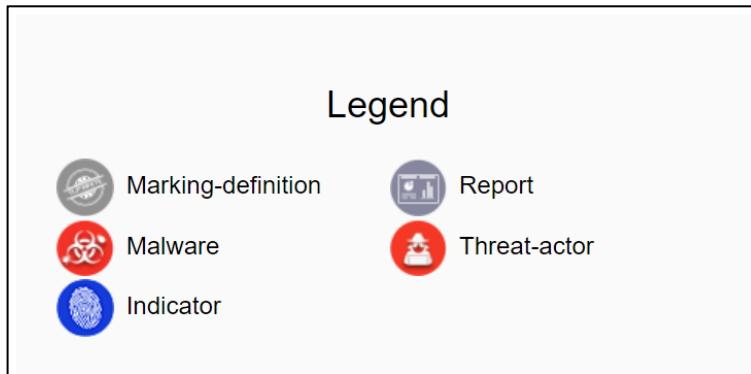 Legend
Marking-definition
Report
Malware
Threat-actor
Indicator